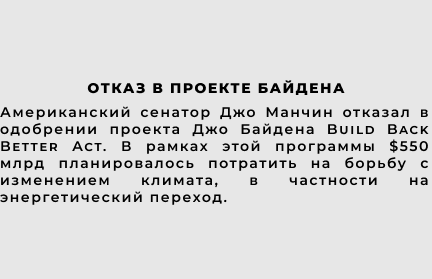 ОТКАЗ В ПРОЕКТЕ БАЙДЕНА
Американский сенатор Джо Манчин отказал в
одобрении проекта Джо Байдена Build Back
Better Act. В рамках этой программы $550
млрд планировалось потратить на борьбу с
изменением климата, в частности на
энергетический переход.